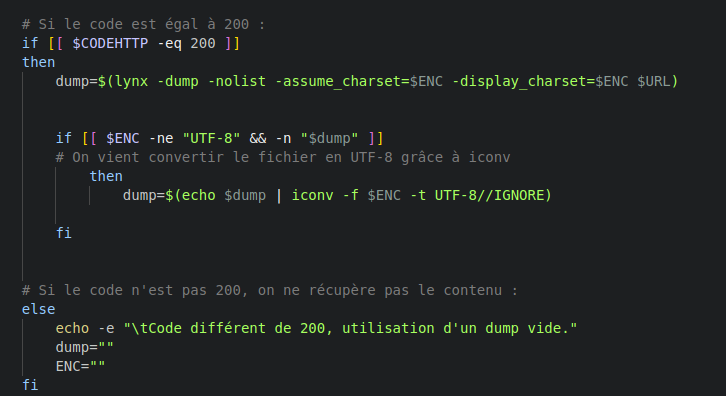 # Si le code est égal à 200 :
if [[ $CODEHTTP -eq 200 ]]
then
dump=$(lynx -dump -nolist -assume_charset=$ENC -display_charset=$ENC $URL)
if [[ $ENC -ne "UTF-8" && -n "$dump" ]]
# On vient convertir le fichier en UTF-8 grâce à iconv
then
dump=$(echo $dump | iconv -f $ENC -t UTF-8//IGNORE)
fi
# Si le code n'est pas 200, on ne récupère pas le contenu :
else
echo -e "\tCode différent de 200, utilisation d'un dump vide."
dump=""
ENC=""
fi